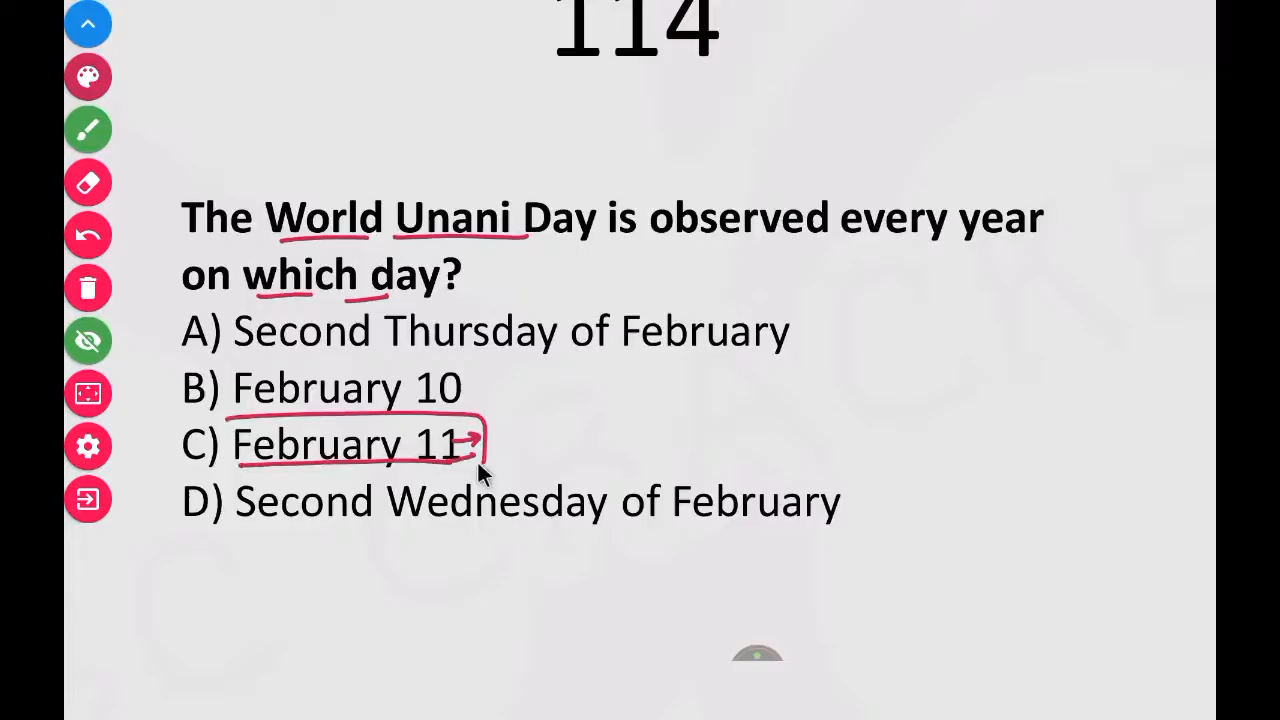 114
The World Unani Day is observed every year
on which day?
A) Second Thursday of February
B) February 10
C) February 11
D) Second Wednesday of February